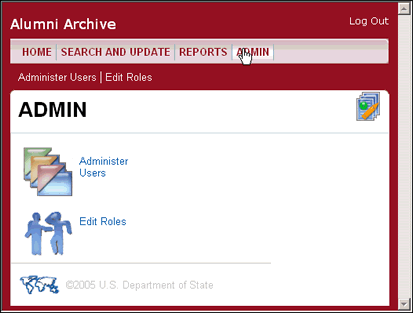 Alumni Archive
Log Out
HOME SEARCH AND UPDATE REPORTS ADMIN
Administer Users | Edit Roles
ADMIN
Administer
Users
Edit Roles
©2005 U.S. Department of State